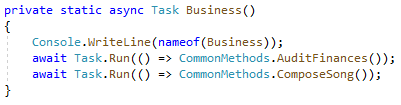 private static async Task Business()
{
    Console.WriteLine(nameof(Business));
    await Task.Run(() => CommonMethods.AuditFinances());
    await Task.Run(() => CommonMethods.ComposeSong());
}